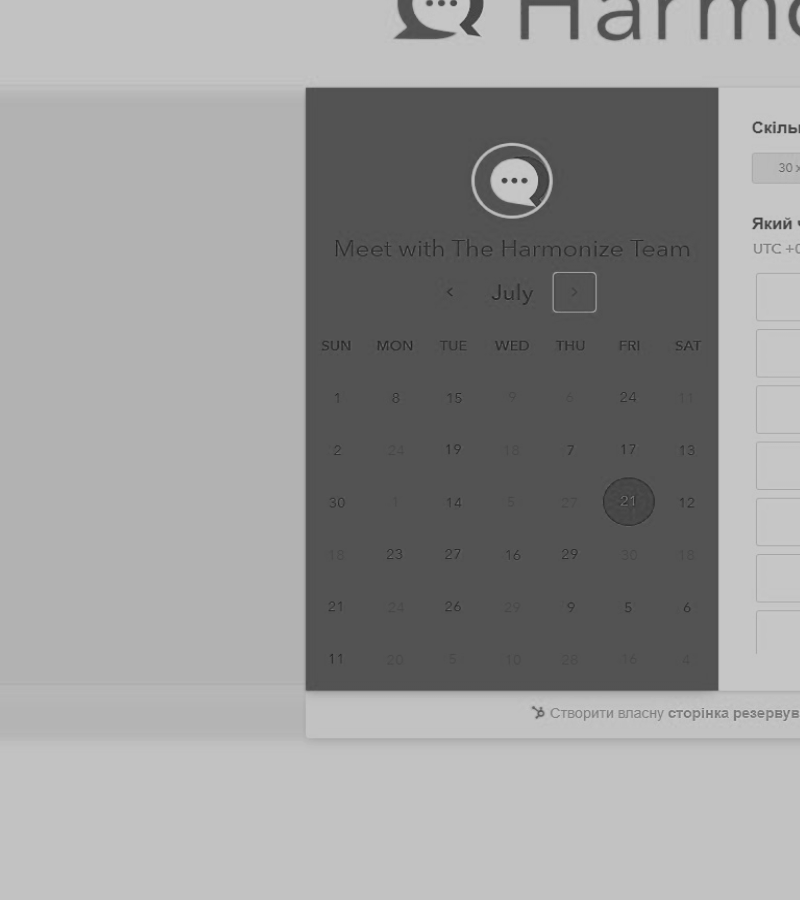 Harmo
Meet with The Harmonize Team
< July >
SUN MON TUE WED THU FRI SAT
1 8 15 9 6 24 11
2 24 19 18 7 17 13
30 1 14 5 27 21 12
18 23 27 16 29 30 18
21 24 26 29 9 5 6
11 20 5 10 28 16 4
Скіль
30 х
Який ч
UTC +0
Створити власну сторінка резервув